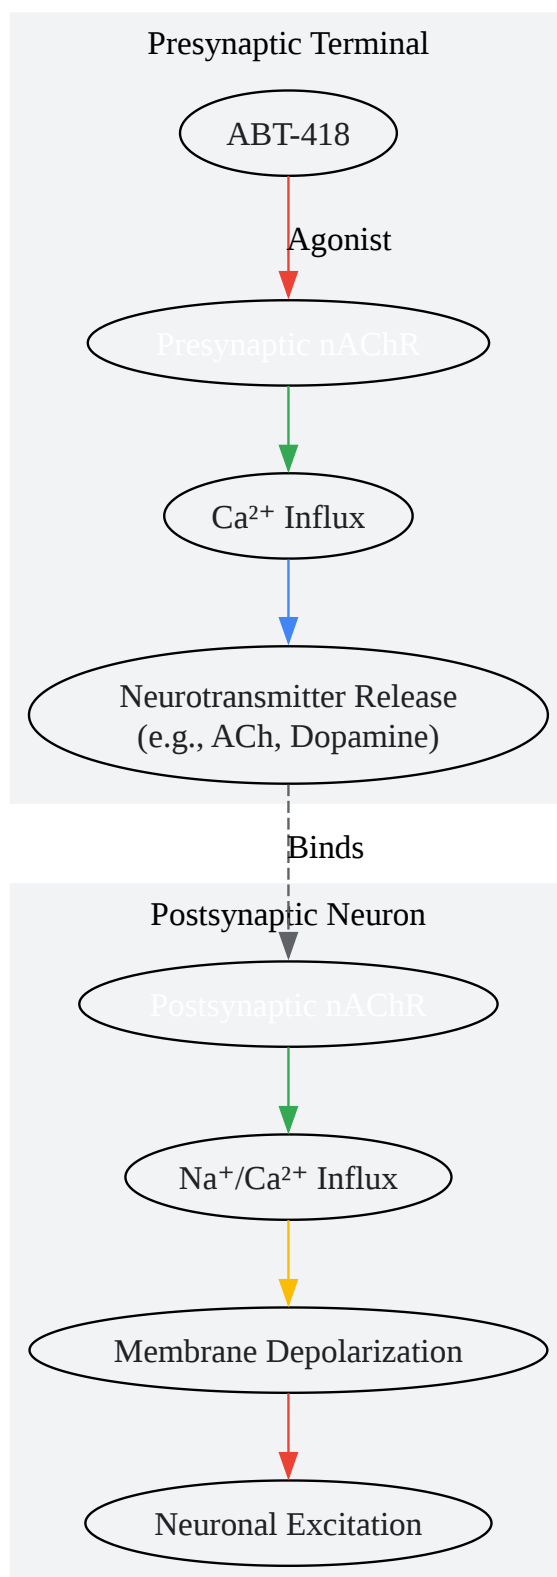 Presynaptic Terminal
ABT-418
Agonist
Presynaptic nAChR
Ca²⁺ Influx
Neurotransmitter Release
(e.g., ACh, Dopamine)
Binds
Postsynaptic Neuron
Postsynaptic nAChR
Na⁺/Ca²⁺ Influx
Membrane Depolarization
Neuronal Excitation